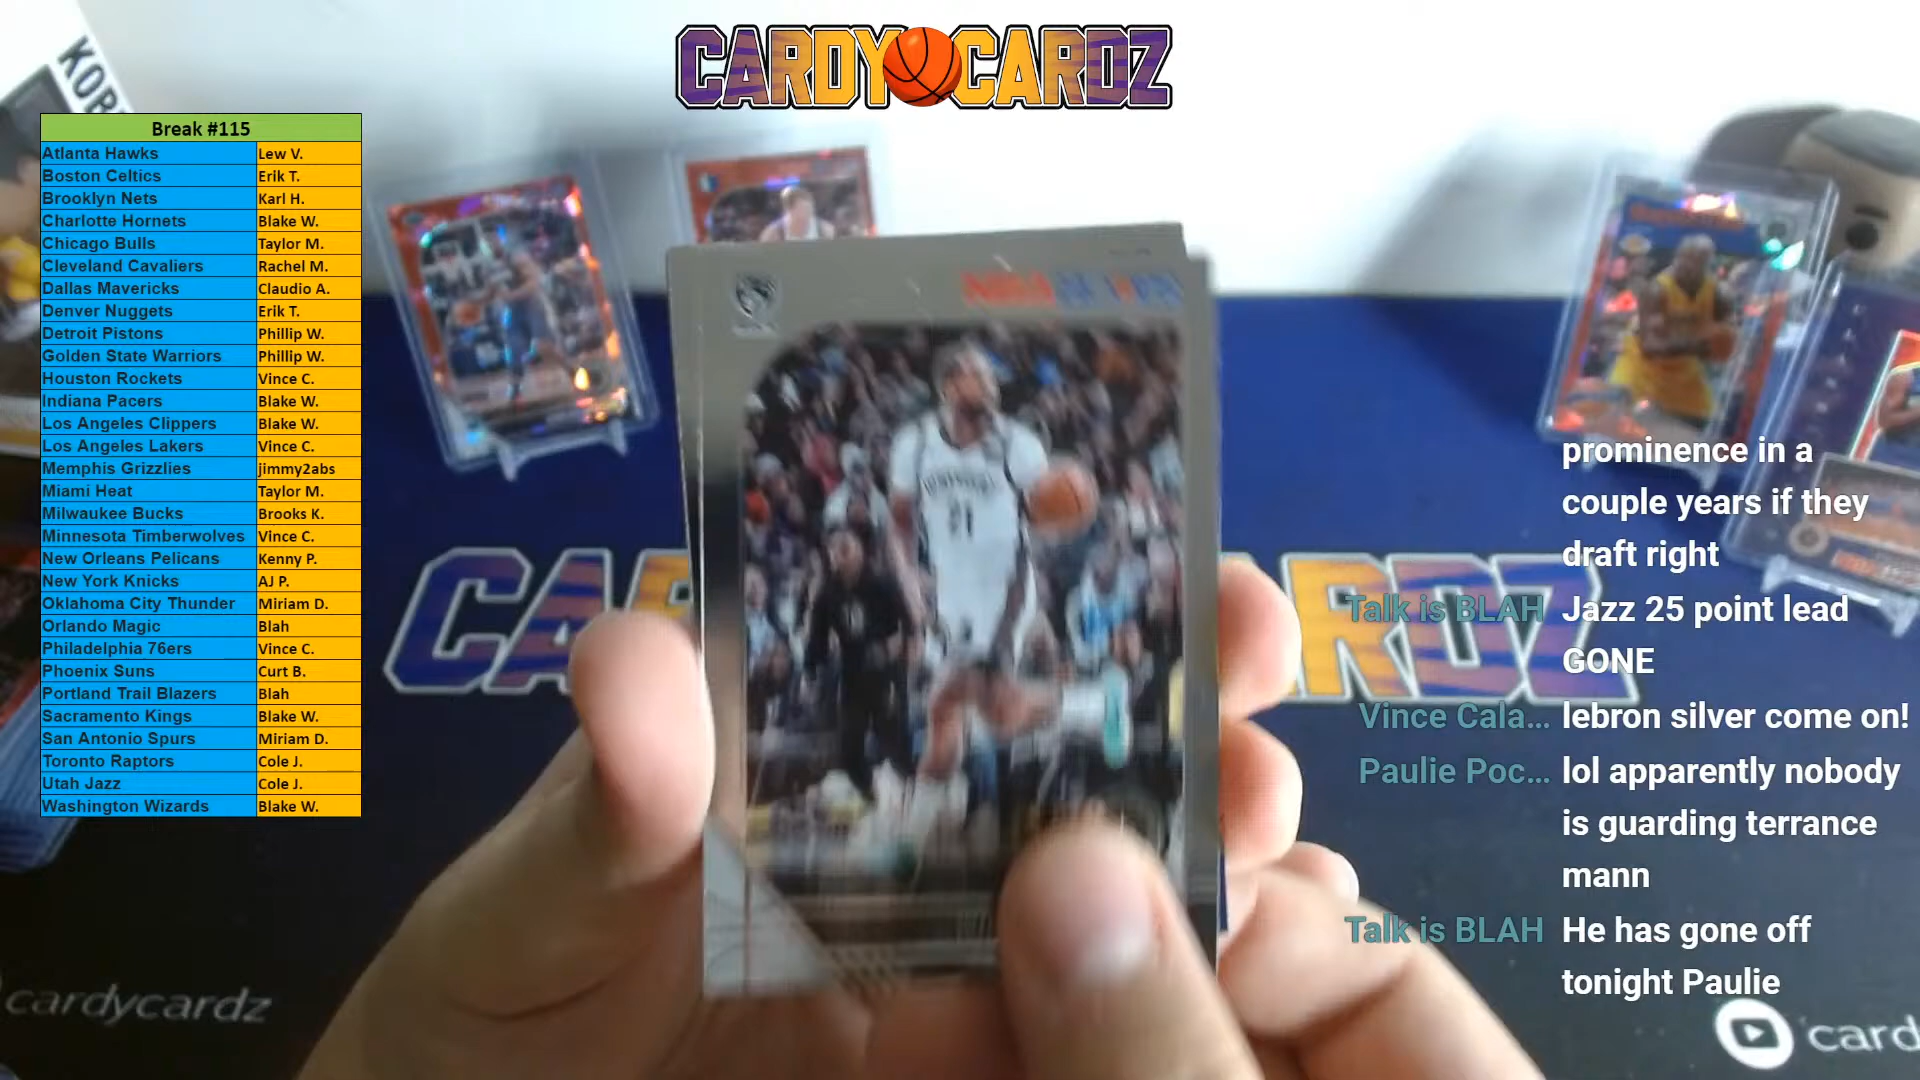 CARDY CARDZ
KOB
Break #115
Atlanta Hawks Lew V.
Boston Celtics Erik T.
Brooklyn Nets Karl H.
Charlotte Hornets Blake W.
Chicago Bulls Taylor M.
Cleveland Cavaliers Rachel M.
Dallas Mavericks Claudio A.
Denver Nuggets Erik T.
Detroit Pistons Phillip W.
Golden State Warriors Phillip W.
Houston Rockets Vince C.
Indiana Pacers Blake W.
Los Angeles Clippers Blake W.
Los Angeles Lakers Vince C.
Memphis Grizzlies jimmy2abs
Miami Heat Taylor M.
Milwaukee Bucks Brooks K.
Minnesota Timberwolves Vince C.
New Orleans Pelicans Kenny P.
New York Knicks AJ P.
Oklahoma City Thunder Miriam D.
Orlando Magic Blah
Philadelphia 76ers Vince C.
Phoenix Suns Curt B.
Portland Trail Blazers Blah
Sacramento Kings Blake W.
San Antonio Spurs Miriam D.
Toronto Raptors Cole J.
Utah Jazz Cole J.
Washington Wizards Blake W.
prominence in a
couple years if they
draft right
Talk is BLAH Jazz 25 point lead
GONE
Vince Cala... lebron silver come on!
Paulie Poc... lol apparently nobody
is guarding terrance
mann
Talk is BLAH He has gone off
tonight Paulie
CA
RDZ
cardycardz
card